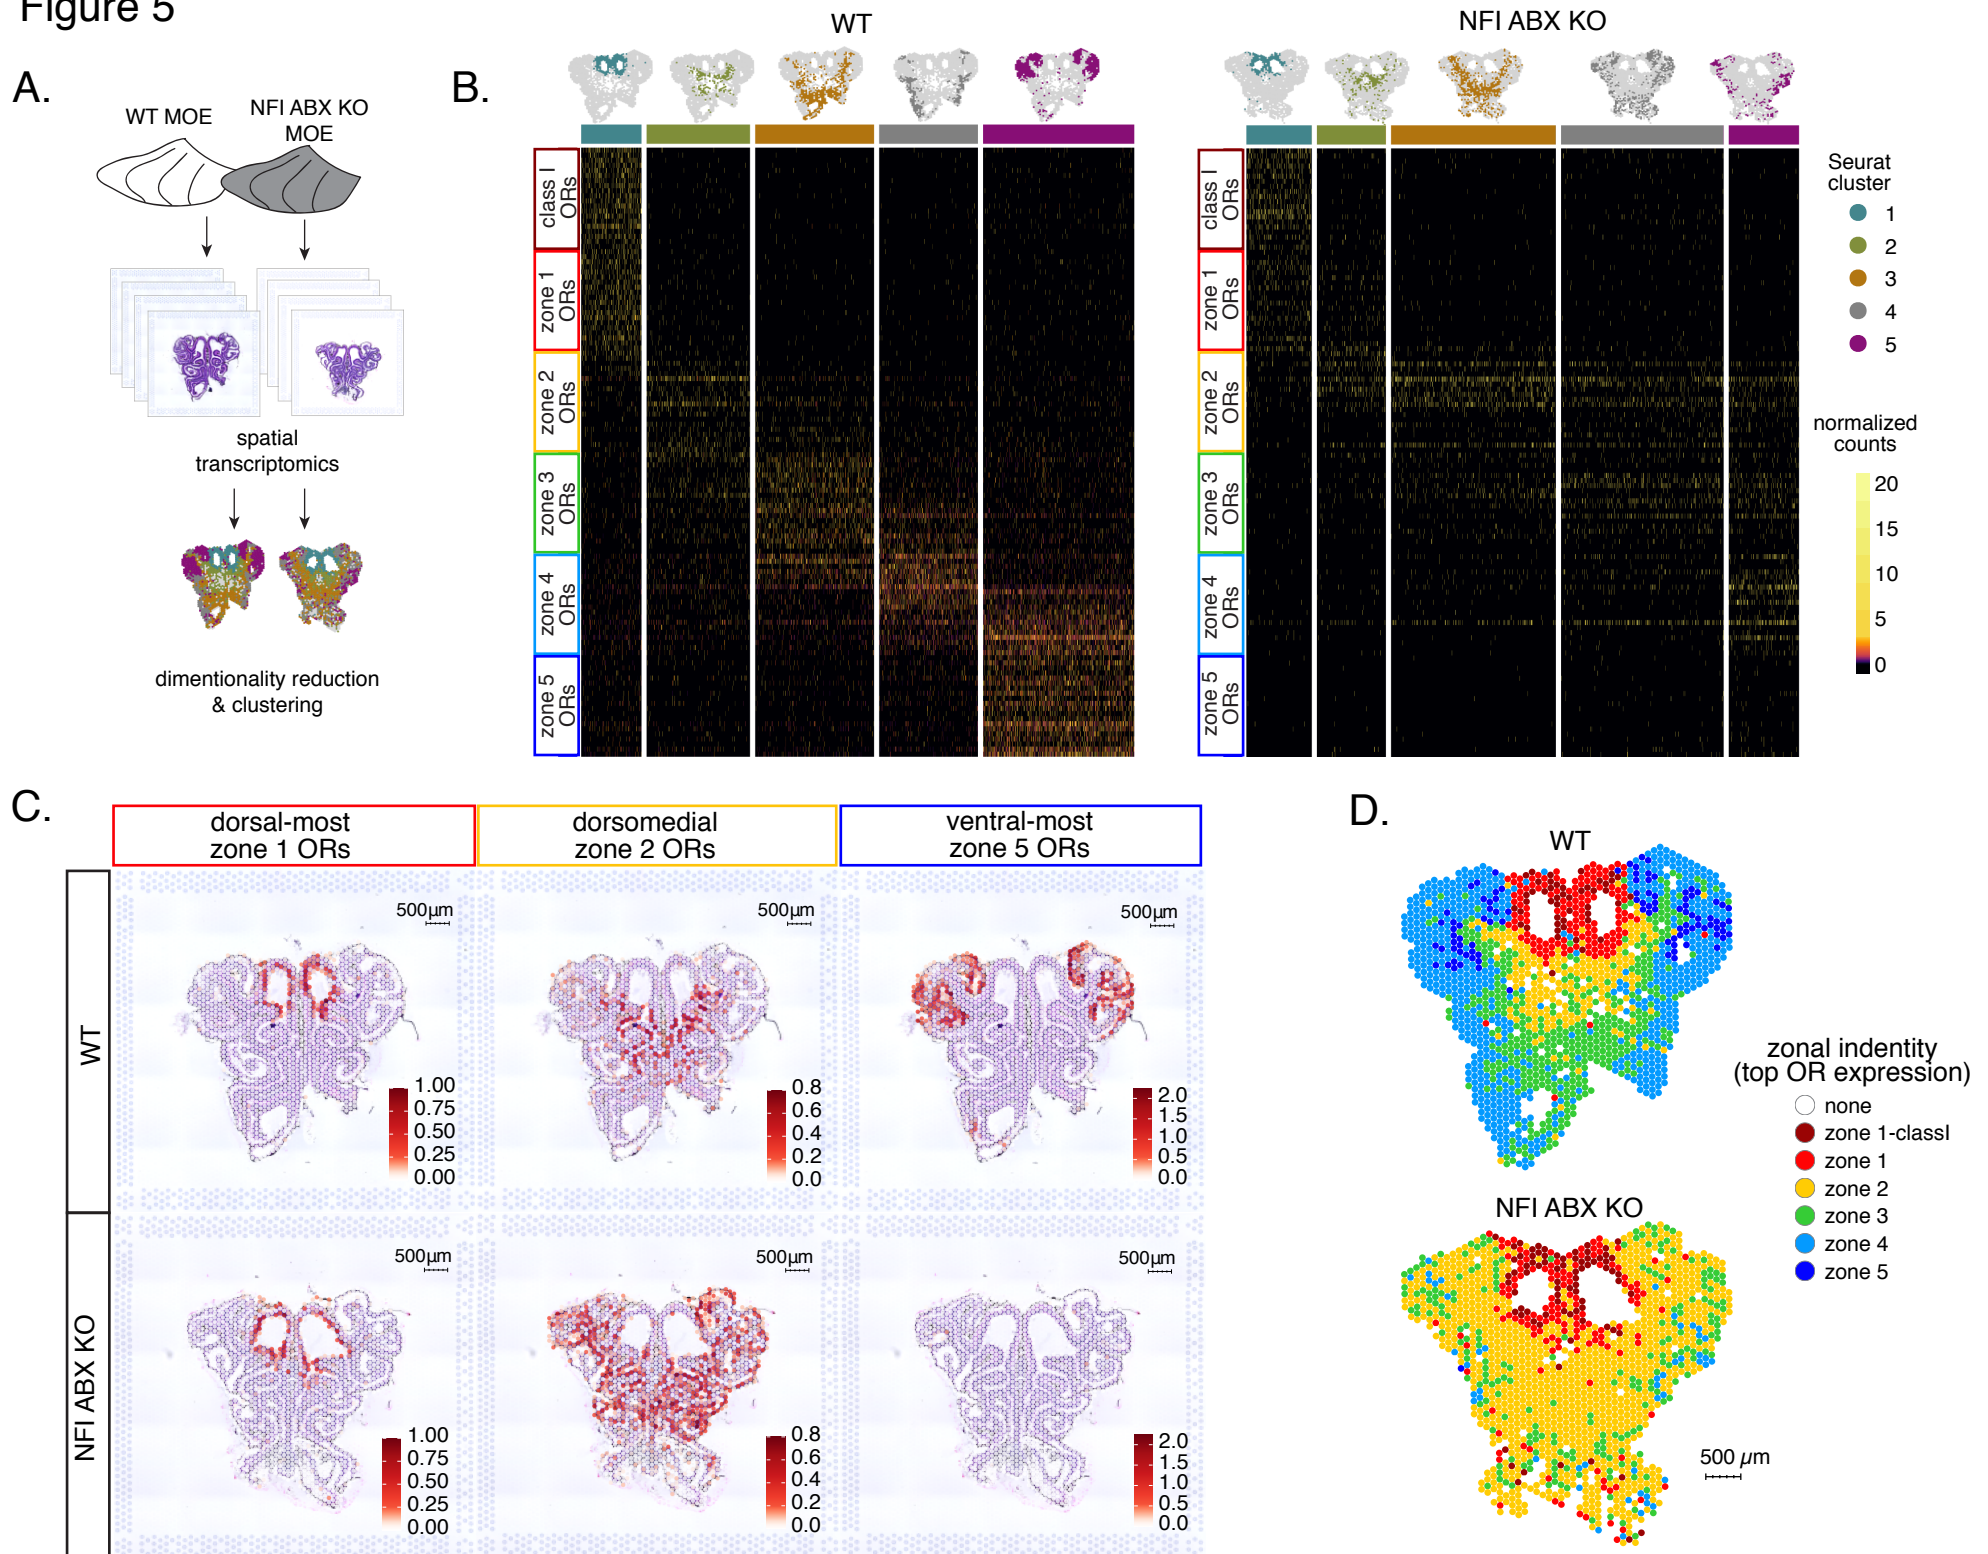 Figure 5
A.
WT MOE
NFI ABX KO
MOE
spatial
transcriptomics
dimentionality reduction
& clustering
B.
WT
class I
ORs
zone 1
ORs
zone 2
ORs
zone 3
ORs
zone 4
ORs
zone 5
ORs
NFI ABX KO
class I
ORs
zone 1
ORs
zone 2
ORs
zone 3
ORs
zone 4
ORs
zone 5
ORs
Seurat
cluster
1
2
3
4
5
normalized
counts
20
15
10
5
0
C.
dorsal-most
zone 1 ORs
dorsomedial
zone 2 ORs
ventral-most
zone 5 ORs
WT
500µm
1.00
0.75
0.50
0.25
0.00
500µm
0.8
0.6
0.4
0.2
0.0
500µm
2.0
1.5
1.0
0.5
0.0
NFI ABX KO
500µm
1.00
0.75
0.50
0.25
0.00
500µm
0.8
0.6
0.4
0.2
0.0
500µm
2.0
1.5
1.0
0.5
0.0
D.
WT
NFI ABX KO
500 µm
zonal indentity
(top OR expression)
none
zone 1-classI
zone 1
zone 2
zone 3
zone 4
zone 5